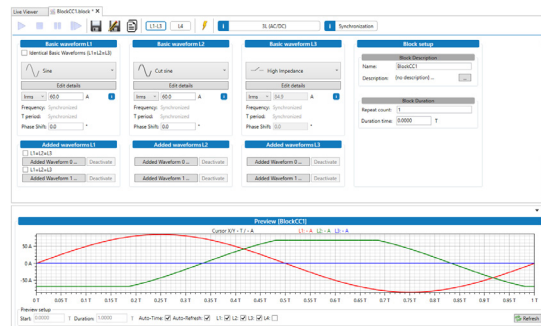 Live Viewer BlockCC1.block * X
L1-L3 L4 i 3L (AC/DC) i Synchronization
Basic waveform L1 Basic waveform L2 Basic waveform L3 Block setup
Identical Basic Waveforms (L1=L2=L3)
Block Description
Name: BlockCC1
Sine Cut sine High Impedance
Description: (no description) ... ...
Edit details Edit details Edit details
Irms 60.0 A i Irms 60.0 A i Irms 84.9 A i
Block Duration
Frequency: Synchronized Frequency: Synchronized Frequency: Synchronized
Repeat count: 1
T period: Synchronized T period: Synchronized T period: Synchronized
Duration time: 0.0000 T
Phase Shift: 0.0 ° Phase Shift: 0.0 ° Phase Shift: 0.0 °
Added waveforms L1 Added waveforms L2 Added waveforms L3
L1=L2=L3
Added Waveform 0 ... Deactivate Added Waveform 0 ... Deactivate Added Waveform 0 ... Deactivate
L1=L2=L3
Added Waveform 1 ... Deactivate Added Waveform 1 ... Deactivate Added Waveform 1 ... Deactivate
Preview (BlockCC1)
Cursor X/Y - T / - A L1: - A L2: - A L3: - A
50 A
0 A
-50 A
0 T 0.05 T 0.1 T 0.15 T 0.2 T 0.25 T 0.3 T 0.35 T 0.4 T 0.45 T 0.5 T 0.55 T 0.6 T 0.65 T 0.7 T 0.75 T 0.8 T 0.85 T 0.9 T 0.95 T 1 T
Preview setup
Start 0.0000 T Duration 1.0000 T Auto-Time Auto-Refresh L1: L2: L3: L4: Refresh